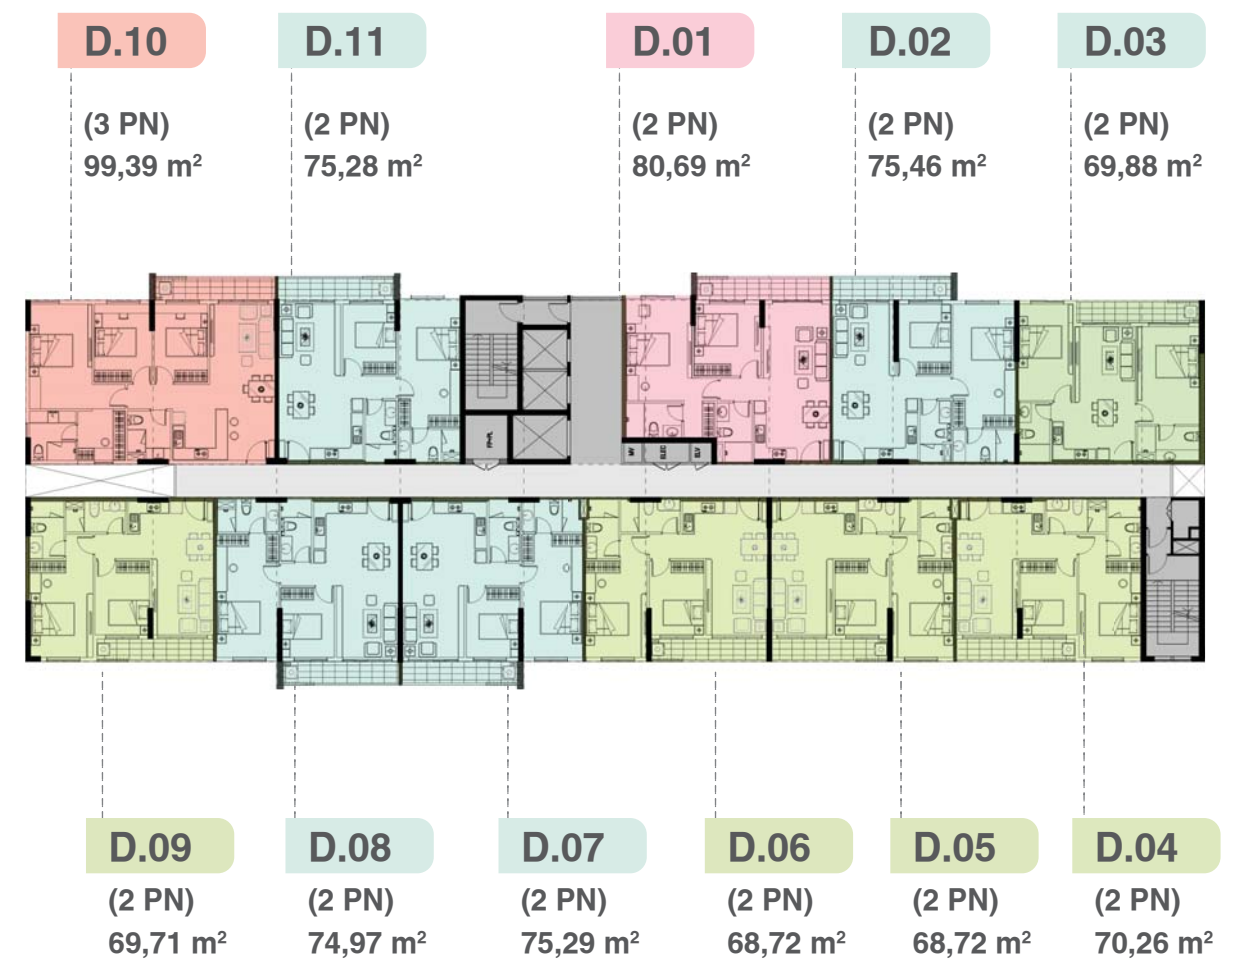 D.10
(3 PN)
99,39 m²
D.11
(2 PN)
75,28 m²
D.01
(2 PN)
80,69 m²
D.02
(2 PN)
75,46 m²
D.03
(2 PN)
69,88 m²
MV
ELEC
ELV
D.09
(2 PN)
69,71 m²
D.08
(2 PN)
74,97 m²
D.07
(2 PN)
75,29 m²
D.06
(2 PN)
68,72 m²
D.05
(2 PN)
68,72 m²
D.04
(2 PN)
70,26 m²